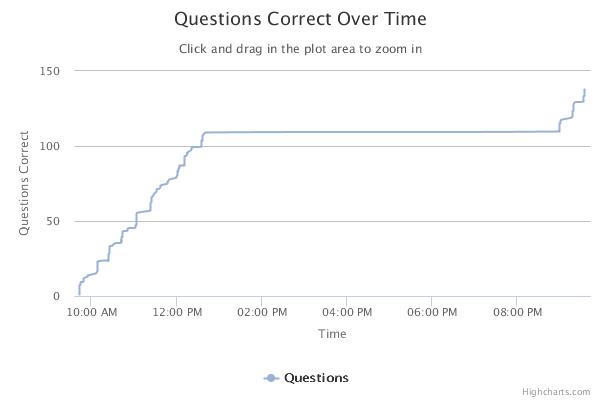 Questions Correct Over Time
Click and drag in the plot area to zoom in
Questions Correct
150
100
50
0
10:00 AM 12:00 PM 02:00 PM 04:00 PM 06:00 PM 08:00 PM
Time
Questions
Highcharts.com